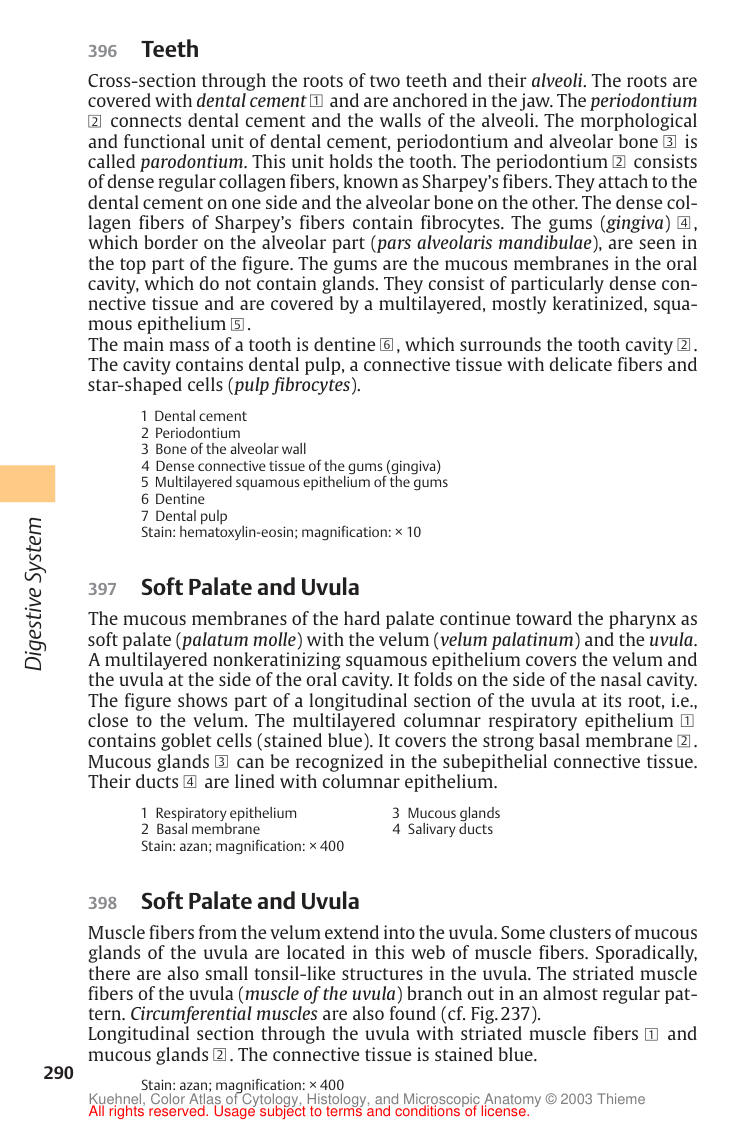 396 Teeth
Cross-section through the roots of two teeth and their alveoli. The roots are
covered with dental cement 1 and are anchored in the jaw. The periodontium
2 connects dental cement and the walls of the alveoli. The morphological
and functional unit of dental cement, periodontium and alveolar bone 3 is
called parodontium. This unit holds the tooth. The periodontium 2 consists
of dense regular collagen fibers, known as Sharpey’s fibers. They attach to the
dental cement on one side and the alveolar bone on the other. The dense col-
lagen fibers of Sharpey’s fibers contain fibrocytes. The gums (gingiva) 4,
which border on the alveolar part (pars alveolaris mandibulae), are seen in
the top part of the figure. The gums are the mucous membranes in the oral
cavity, which do not contain glands. They consist of particularly dense con-
nective tissue and are covered by a multilayered, mostly keratinized, squa-
mous epithelium 5.
The main mass of a tooth is dentine 6, which surrounds the tooth cavity 2.
The cavity contains dental pulp, a connective tissue with delicate fibers and
star-shaped cells (pulp fibrocytes).
1 Dental cement
2 Periodontium
3 Bone of the alveolar wall
4 Dense connective tissue of the gums (gingiva)
5 Multilayered squamous epithelium of the gums
6 Dentine
7 Dental pulp
Stain: hematoxylin-eosin; magnification: × 10
Digestive System
397 Soft Palate and Uvula
The mucous membranes of the hard palate continue toward the pharynx as
soft palate (palatum molle) with the velum (velum palatinum) and the uvula.
A multilayered nonkeratinizing squamous epithelium covers the velum and
the uvula at the side of the oral cavity. It folds on the side of the nasal cavity.
The figure shows part of a longitudinal section of the uvula at its root, i.e.,
close to the velum. The multilayered columnar respiratory epithelium 1
contains goblet cells (stained blue). It covers the strong basal membrane 2.
Mucous glands 3 can be recognized in the subepithelial connective tissue.
Their ducts 4 are lined with columnar epithelium.
1 Respiratory epithelium 3 Mucous glands
2 Basal membrane 4 Salivary ducts
Stain: azan; magnification: × 400
398 Soft Palate and Uvula
Muscle fibers from the velum extend into the uvula. Some clusters of mucous
glands of the uvula are located in this web of muscle fibers. Sporadically,
there are also small tonsil-like structures in the uvula. The striated muscle
fibers of the uvula (muscle of the uvula) branch out in an almost regular pat-
tern. Circumferential muscles are also found (cf. Fig. 237).
Longitudinal section through the uvula with striated muscle fibers 1 and
mucous glands 2. The connective tissue is stained blue.
290
Stain: azan; magnification: × 400
Kuehnel, Color Atlas of Cytology, Histology, and Microscopic Anatomy © 2003 Thieme
All rights reserved. Usage subject to terms and conditions of license.